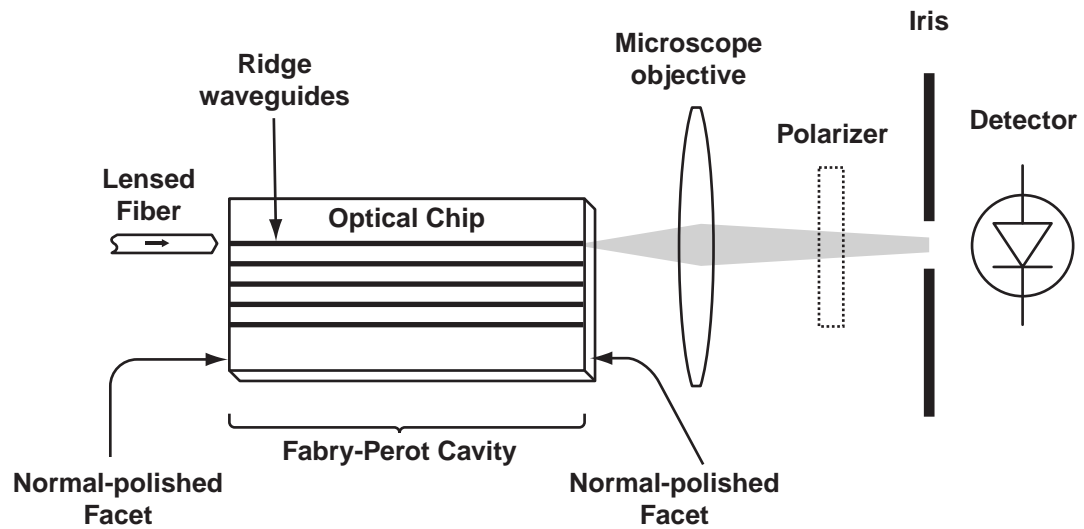 Iris
Microscope
objective
Ridge
waveguides
Detector
Polarizer
Lensed
Fiber
Optical Chip
Fabry-Perot Cavity
Normal-polished
Facet
Normal-polished
Facet